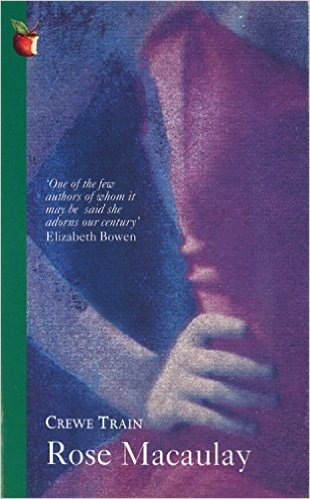 ‘One of the few
authors of whom it
may be said she
adorns our century’
Elizabeth Bowen
CREWE TRAIN
Rose Macaulay